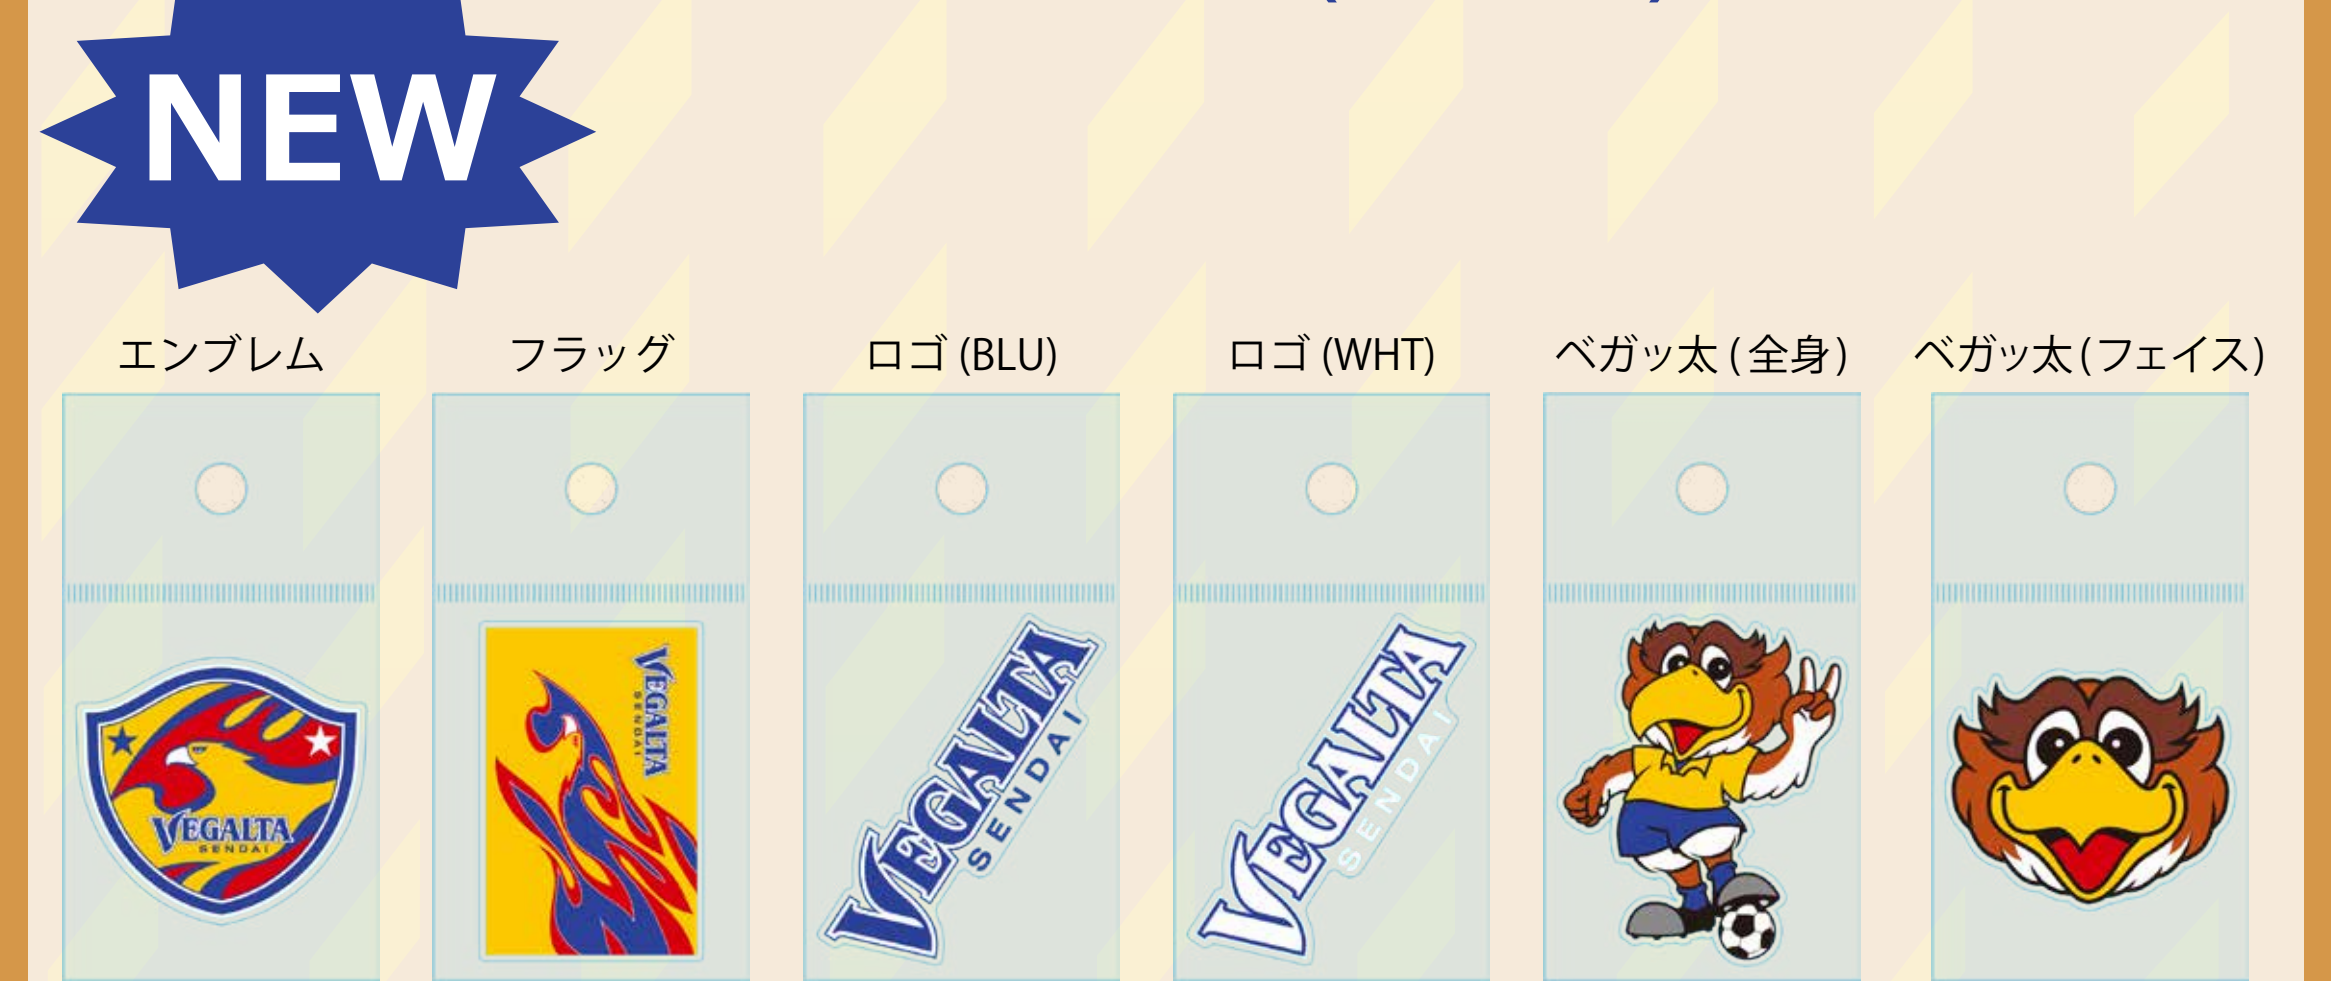 NEW
エンブレム
フラッグ
ロゴ (BLU)
ロゴ (WHT)
ベガッ太 ( 全身 )
ベガッ太 (フェイス)
VEGALTA
SENDAI
VEGALTA
SENDAI
VEGALTA
SENDAI
VEGALTA
SENDAI